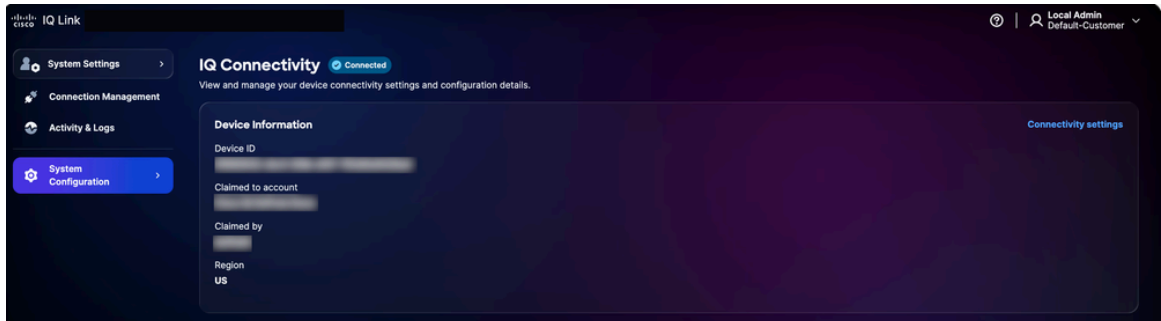 cisco IQ Link
Local Admin
Default-Customer
System Settings
Connection Management
Activity & Logs
System
Configuration
IQ Connectivity Connected
View and manage your device connectivity settings and configuration details.
Device Information Connectivity settings
Device ID
Claimed to account
Claimed by
Region
US